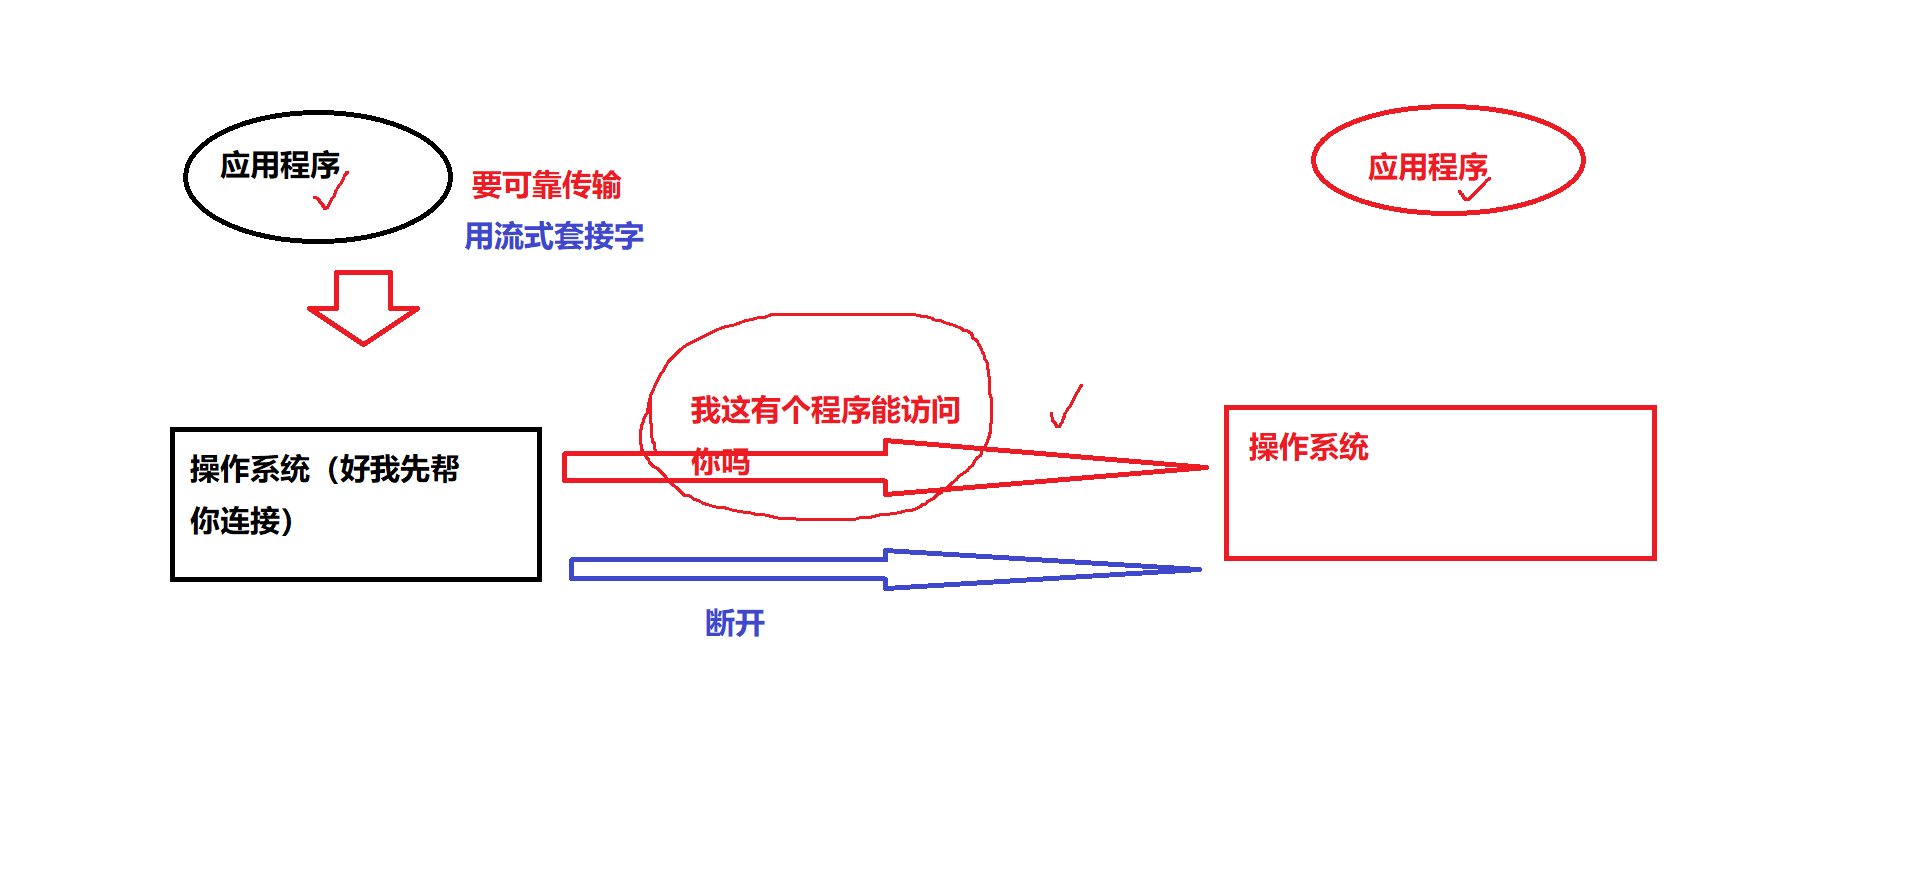 应用程序
应用程序
要可靠传输
用流式套接字
我这有个程序能访问
你吗
操作系统
操作系统（好我先帮
你连接）
断开